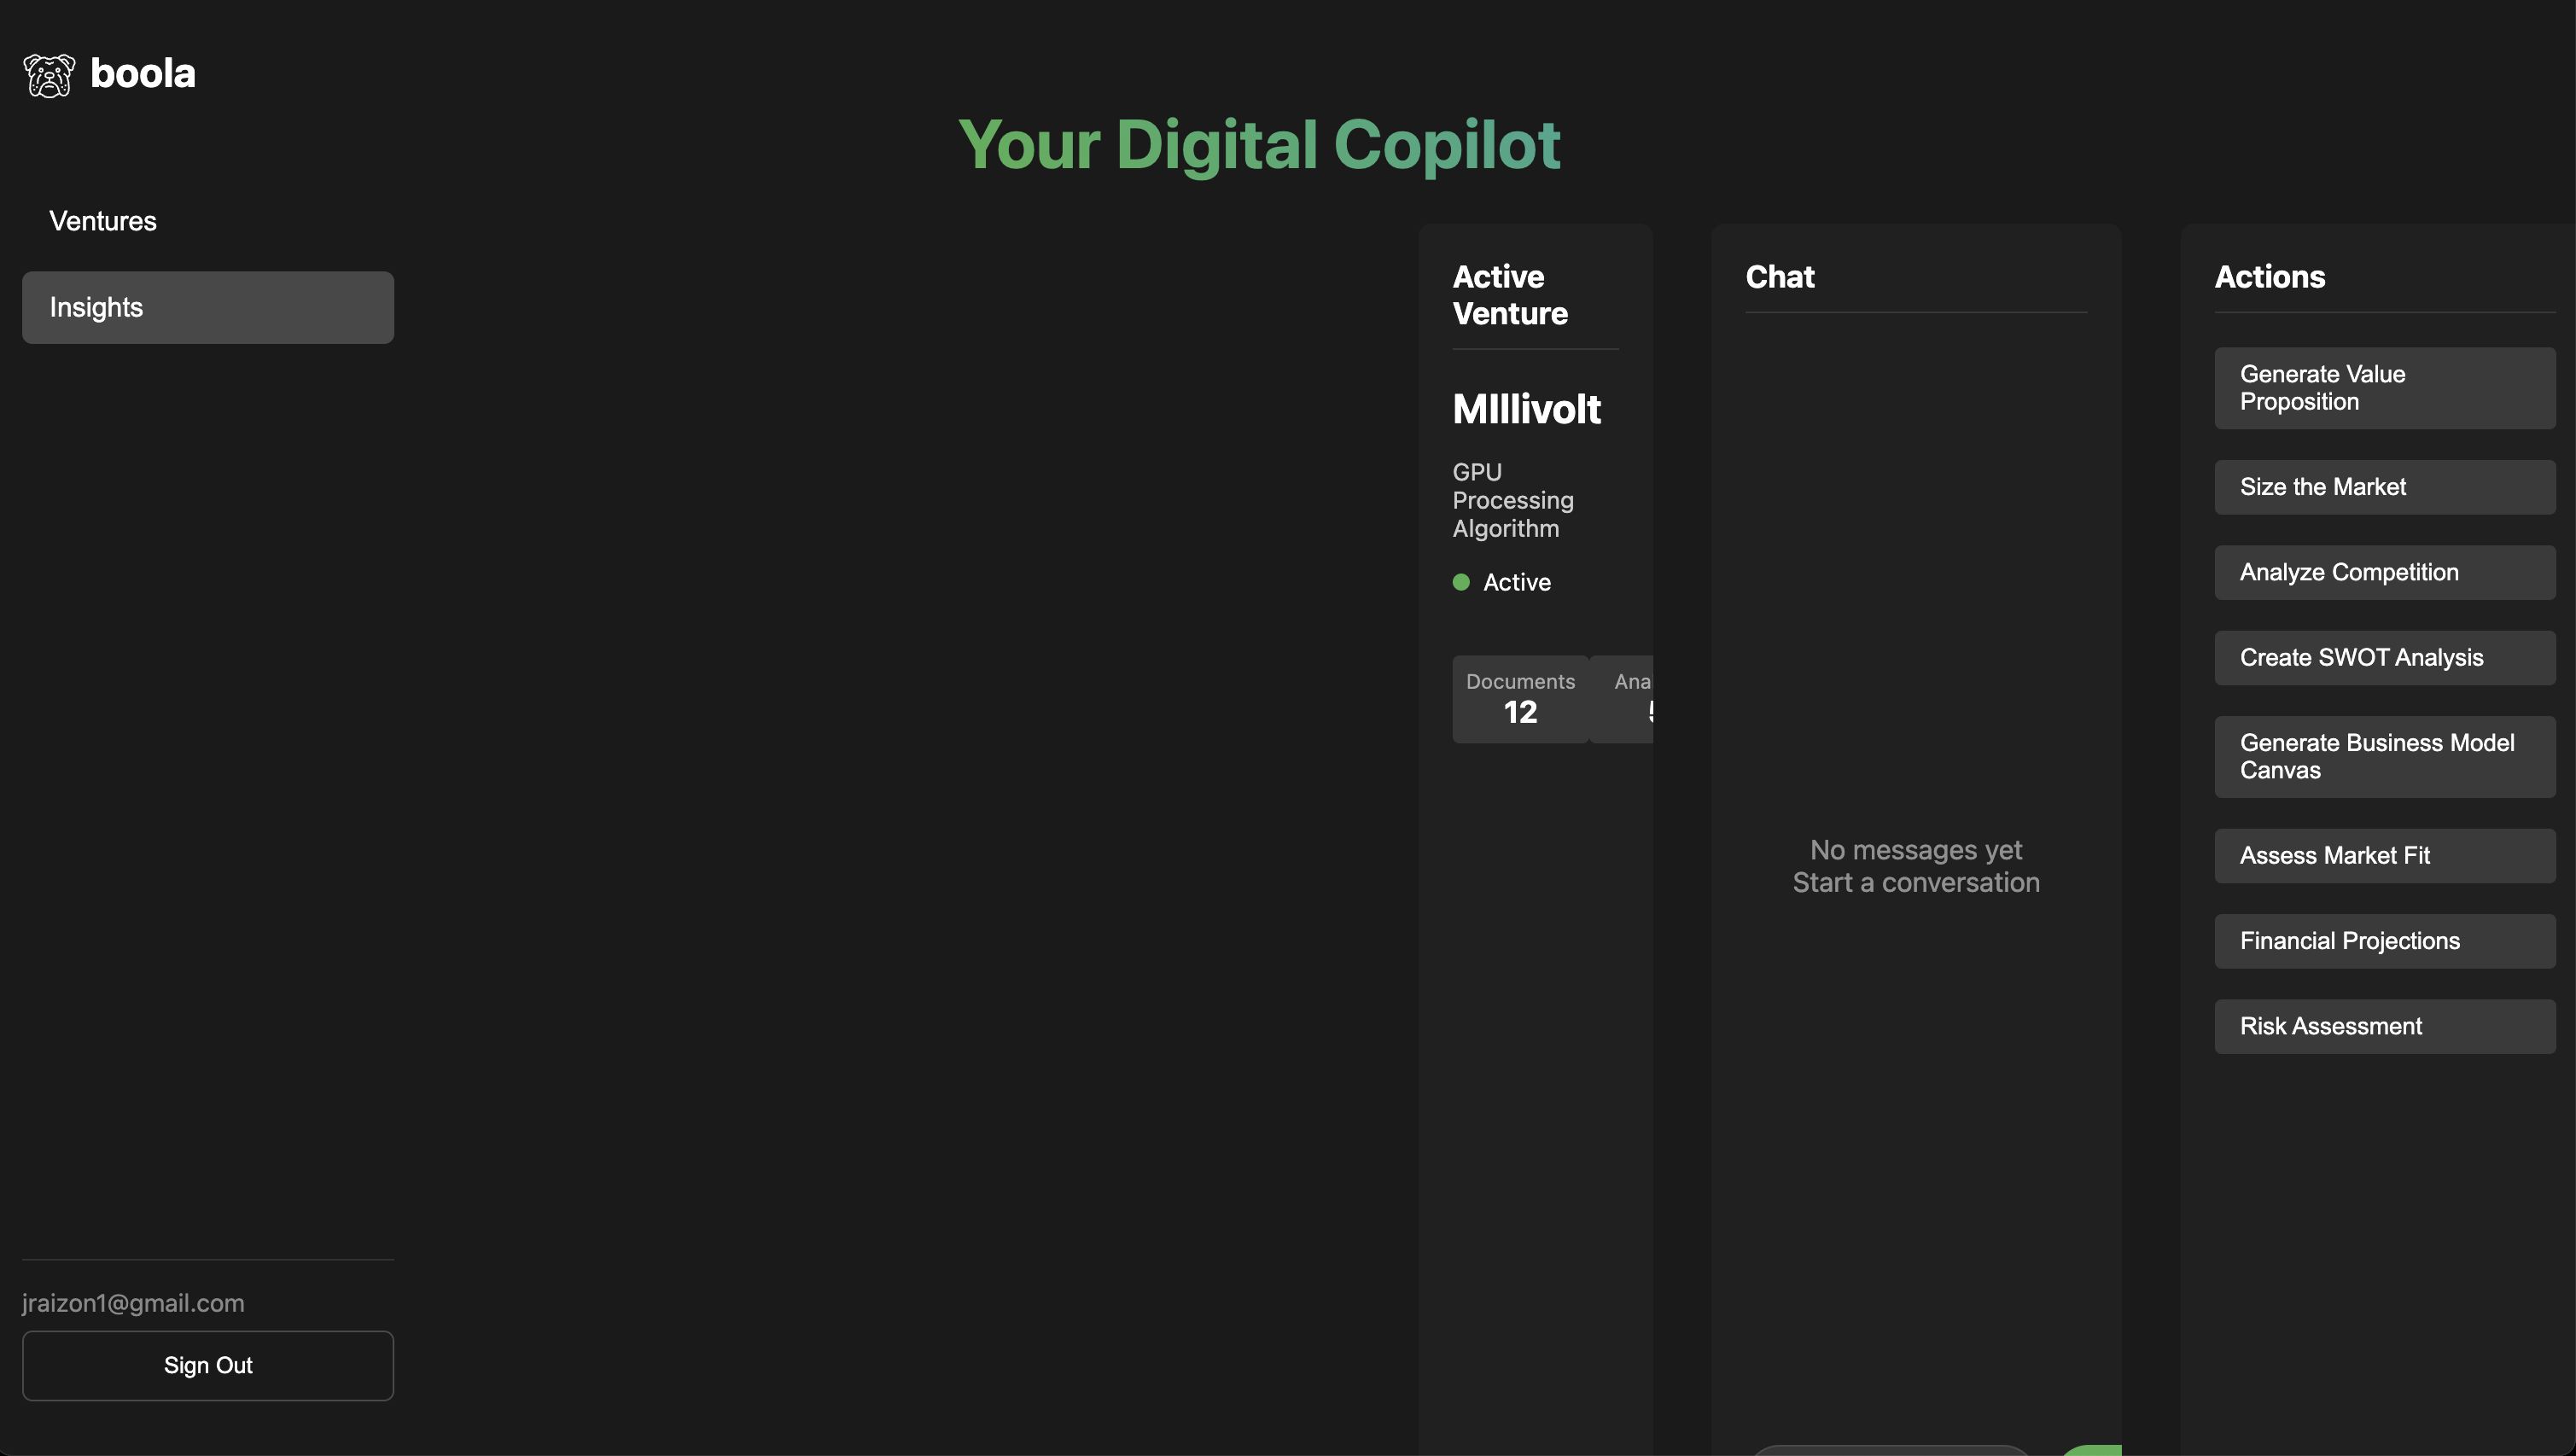 boola
Your Digital Copilot
Ventures
Insights
Active
Venture
MIllivolt
GPU
Processing
Algorithm
Active
Documents
12
Chat
No messages yet
Start a conversation
Actions
Generate Value
Proposition
Size the Market
Analyze Competition
Create SWOT Analysis
Generate Business Model
Canvas
Assess Market Fit
Financial Projections
Risk Assessment
jraizon1@gmail.com
Sign Out